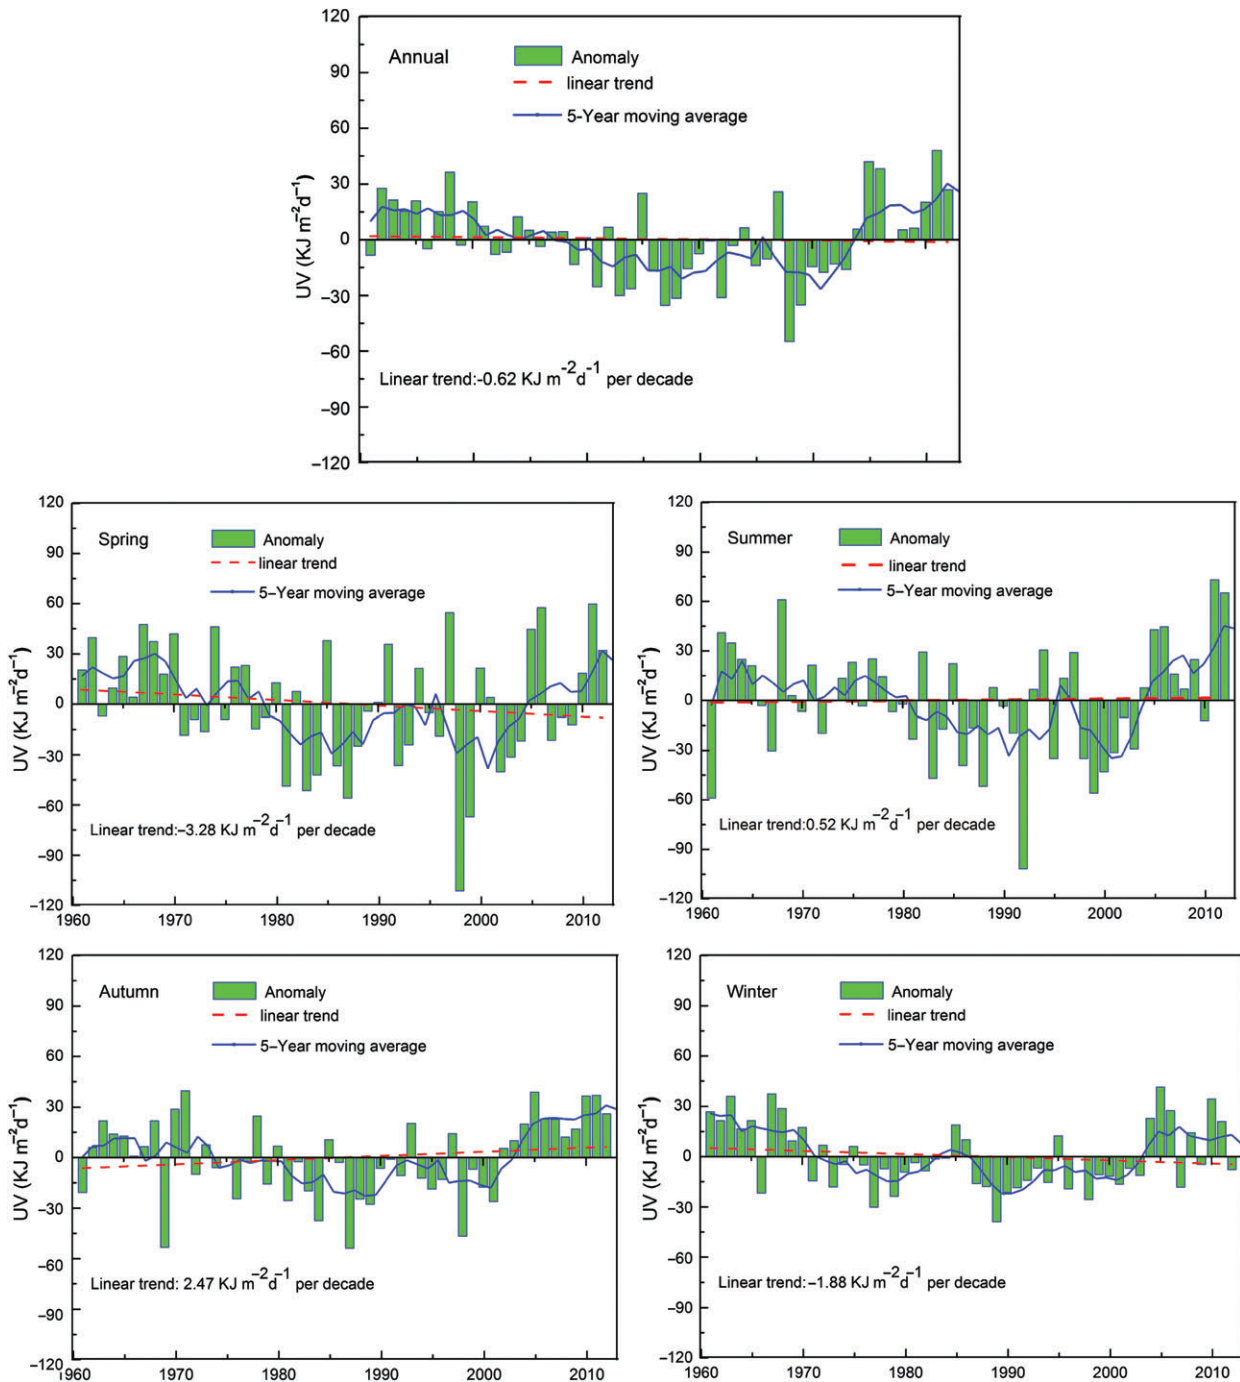 120
90
60
30
0
−30
−60
−90
−120
UV (KJ m−2d−1)
Annual
Anomaly
linear trend
5-Year moving average
Linear trend:-0.62 KJ m-2d-1 per decade
120
90
60
30
0
−30
−60
−90
−120
UV (KJ m−2d−1)
Spring
Anomaly
linear trend
5−Year moving average
Linear trend:−3.28 KJ m−2d−1 per decade
1960 1970 1980 1990 2000 2010
120
90
60
30
0
−30
−60
−90
−120
UV (KJ m−2d−1)
Summer
Anomaly
linear trend
5−Year moving average
Linear trend:0.52 KJ m−2d−1 per decade
1960 1970 1980 1990 2000 2010
120
90
60
30
0
−30
−60
−90
−120
UV (KJ m−2d−1)
Autumn
Anomaly
linear trend
5−Year moving average
Linear trend: 2.47 KJ m−2d−1 per decade
1960 1970 1980 1990 2000 2010
120
90
60
30
0
−30
−60
−90
−120
UV (KJ m−2d−1)
Winter
Anomaly
linear trend
5−Year moving average
Linear trend:−1.88 KJ m−2d−1 per decade
1960 1970 1980 1990 2000 2010